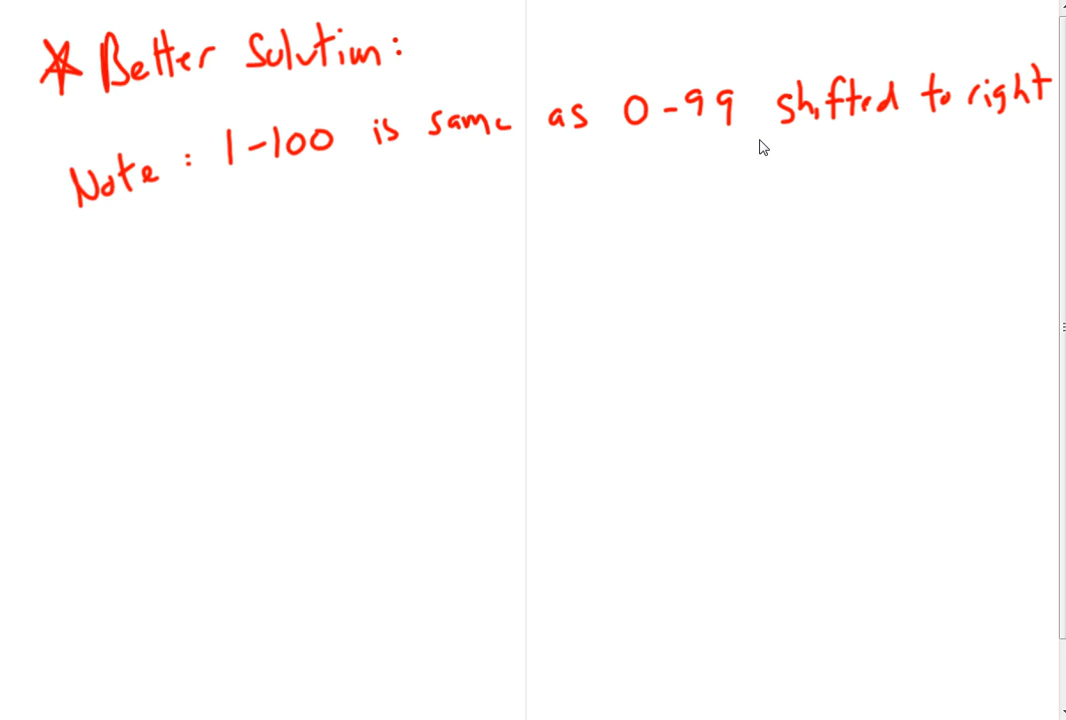 * Better Solution:
Note : 1-100 is same as 0-99 shifted to right